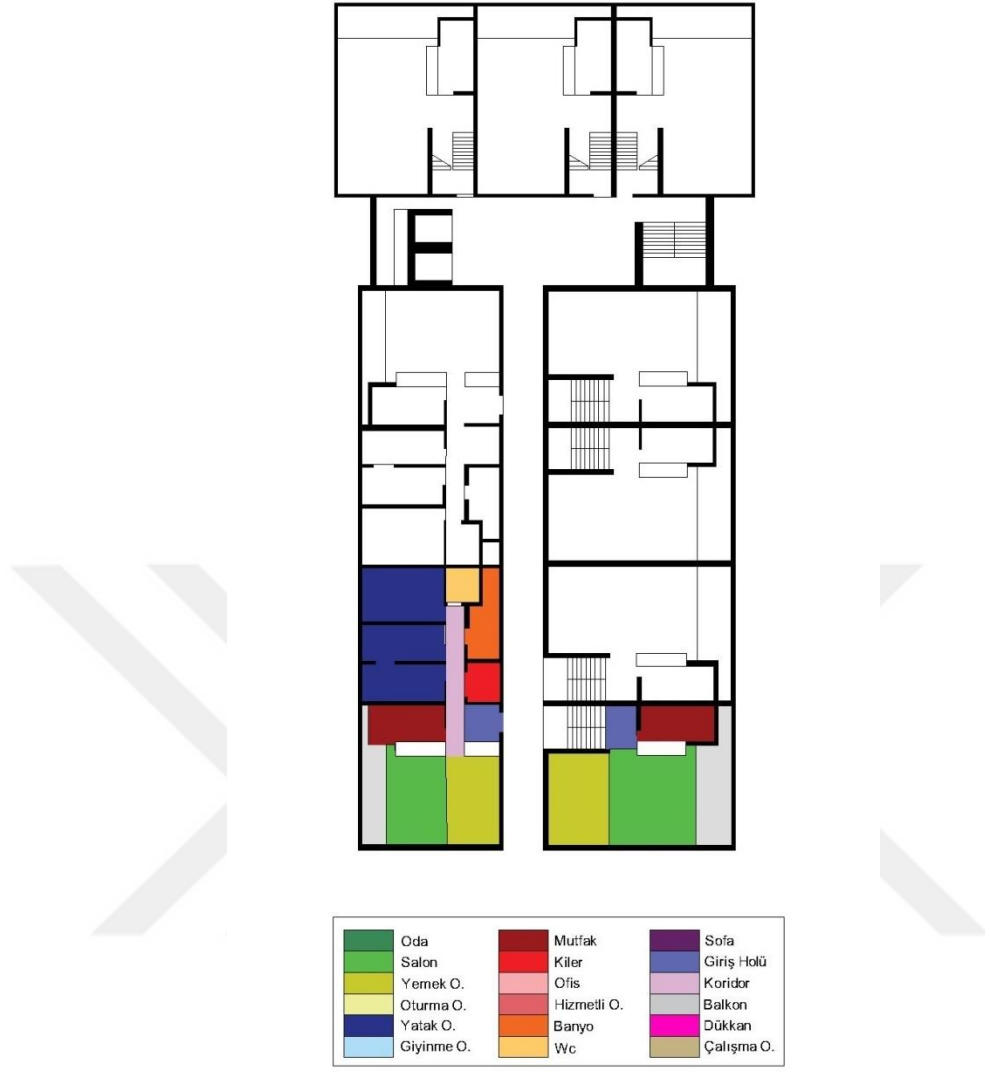 Oda
Salon
Yemek O.
Oturma O.
Yatak O.
Giyinme O.
Mutfak
Kiler
Ofis
Hizmetli O.
Banyo
Wc
Sofa
Giriş Holü
Koridor
Balkon
Dükkan
Çalışma O.